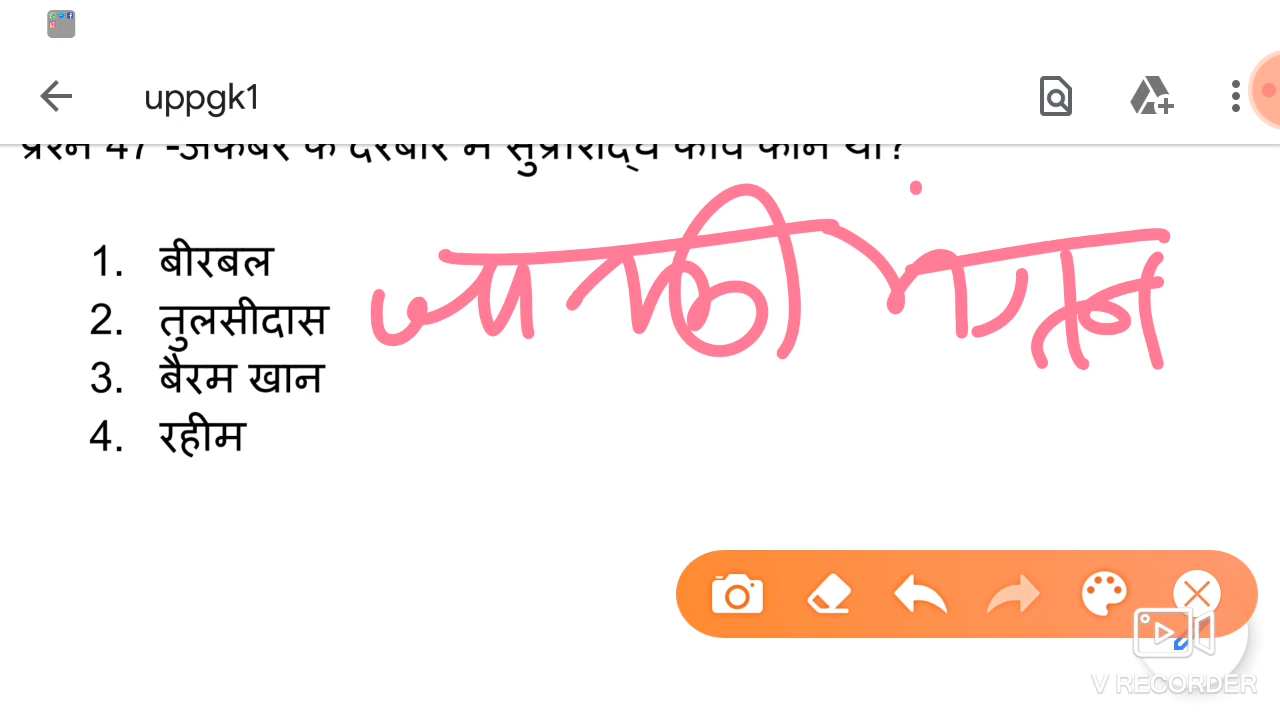 uppgk1
प्रश्न 47 -अकबर के दरबार में सुप्रसिद्ध कवि कौन था?
1. बीरबल
2. तुलसीदास
3. बैरम खान
4. रहीम
V RECORDER